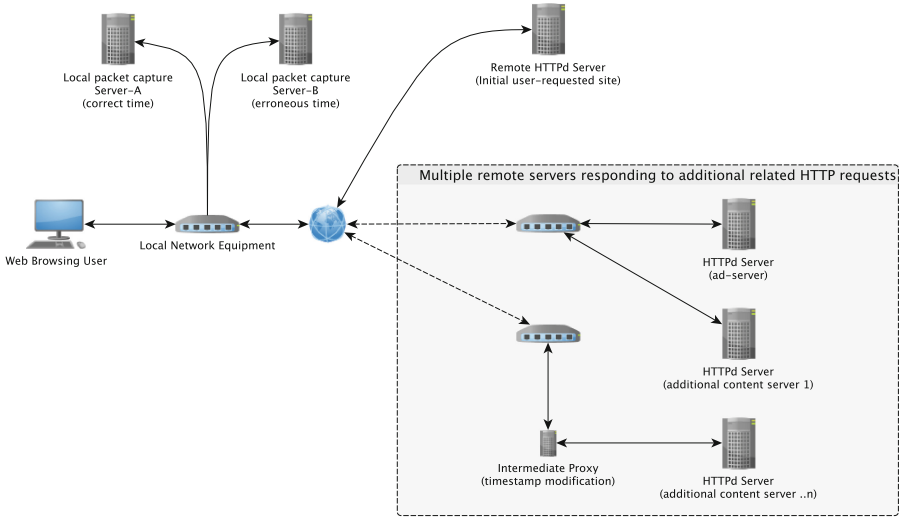 Local packet capture
Server-A
(correct time)
Local packet capture
Server-B
(erroneous time)
Remote HTTPd Server
(Initial user-requested site)
Multiple remote servers responding to additional related HTTP requests
Web Browsing User
Local Network Equipment
HTTPd Server
(ad-server)
HTTPd Server
(additional content server 1)
Intermediate Proxy
(timestamp modification)
HTTPd Server
(additional content server ..n)